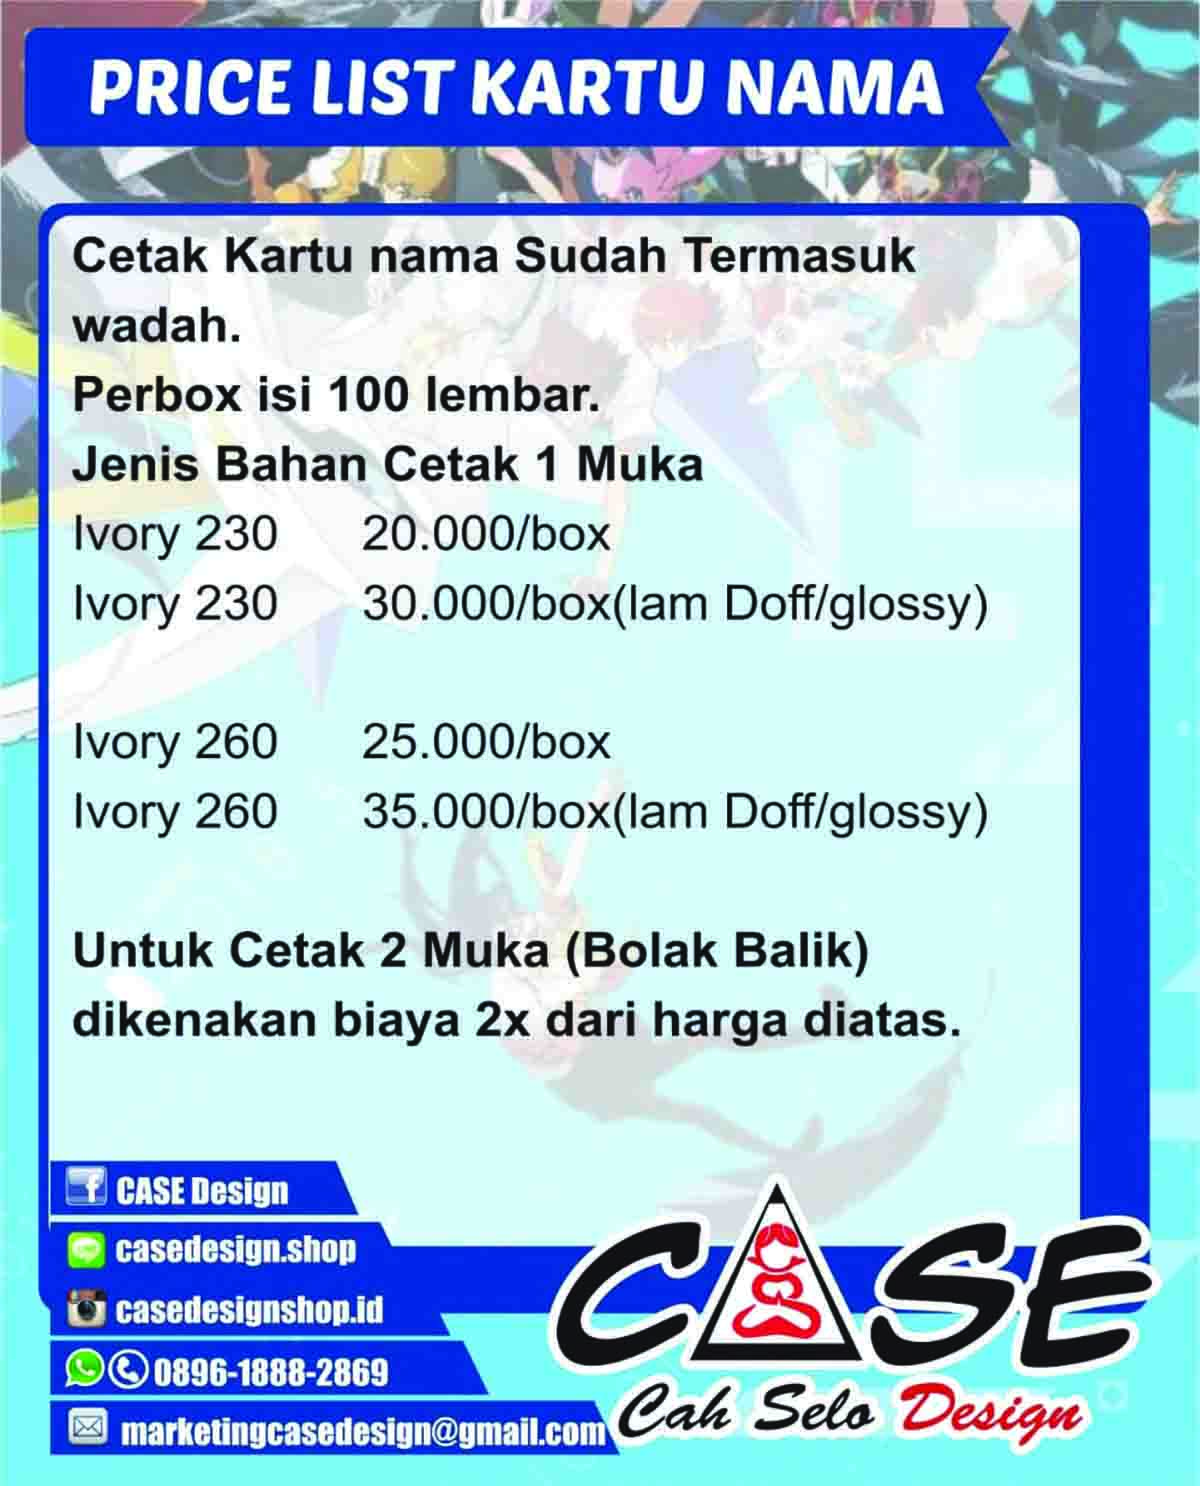 PRICE LIST KARTU NAMA
Cetak Kartu nama Sudah Termasuk
wadah.
Perbox isi 100 lembar.
Jenis Bahan Cetak 1 Muka
Ivory 230 20.000/box
Ivory 230 30.000/box(lam Doff/glossy)
Ivory 260 25.000/box
Ivory 260 35.000/box(lam Doff/glossy)
Untuk Cetak 2 Muka (Bolak Balik)
dikenakan biaya 2x dari harga diatas.
CASE Design
casedesign.shop
casedesignshop.id
0896-1888-2869
marketingcasedesign@gmail.com
CASE
Cah Selo Design